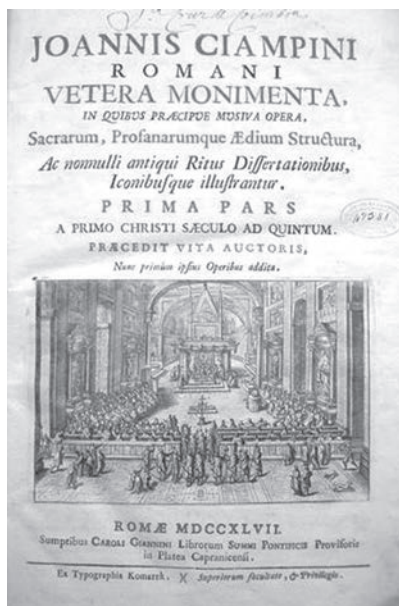 JOANNIS CIAMPINI
ROMANI
VETERA MONIMENTA,
IN QUIBUS PRÆCIPUE MUSIVA OPERA,
Sacrarum, Profanarumque Ædium Structura,
Ac nonnulli antiqui Ritus Dissertationibus,
Iconibusque illustrantur.
PRIMA PARS
A PRIMO CHRISTI SÆCULO AD QUINTUM.
PRÆCEDIT VITA AUCTORIS,
Nunc primùm ipsius Operibus addita.
ROMÆ MDCCXLVII.
Sumptibus CAROLI GIANNINI Librorum SUMMI PONTIFICIS Provisoris
in Platea Capranicensi.
Ex Typographia Komarek. Superiorum facultate, & Privilegio.